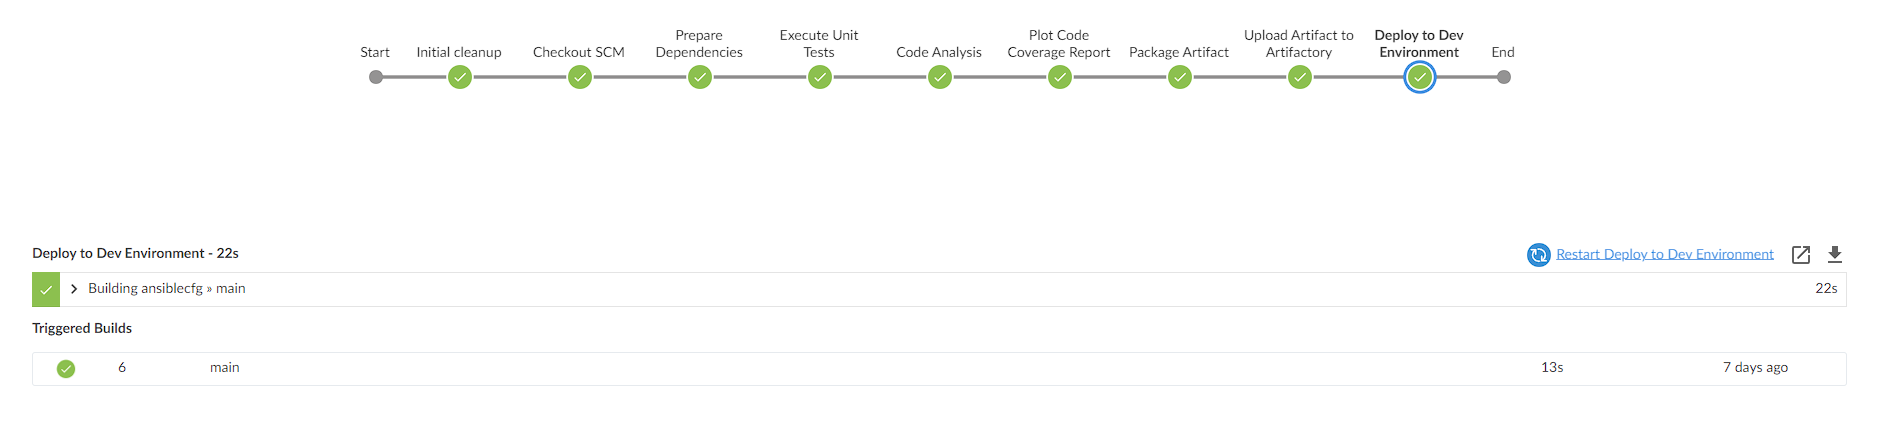 Start
Initial cleanup
Checkout SCM
Prepare
Dependencies
Execute Unit
Tests
Code Analysis
Plot Code
Coverage Report
Package Artifact
Upload Artifact to
Artifactory
Deploy to Dev
Environment
End
Deploy to Dev Environment - 22s
Restart Deploy to Dev Environment
Building ansiblecfg » main 22s
Triggered Builds
6 main 13s 7 days ago